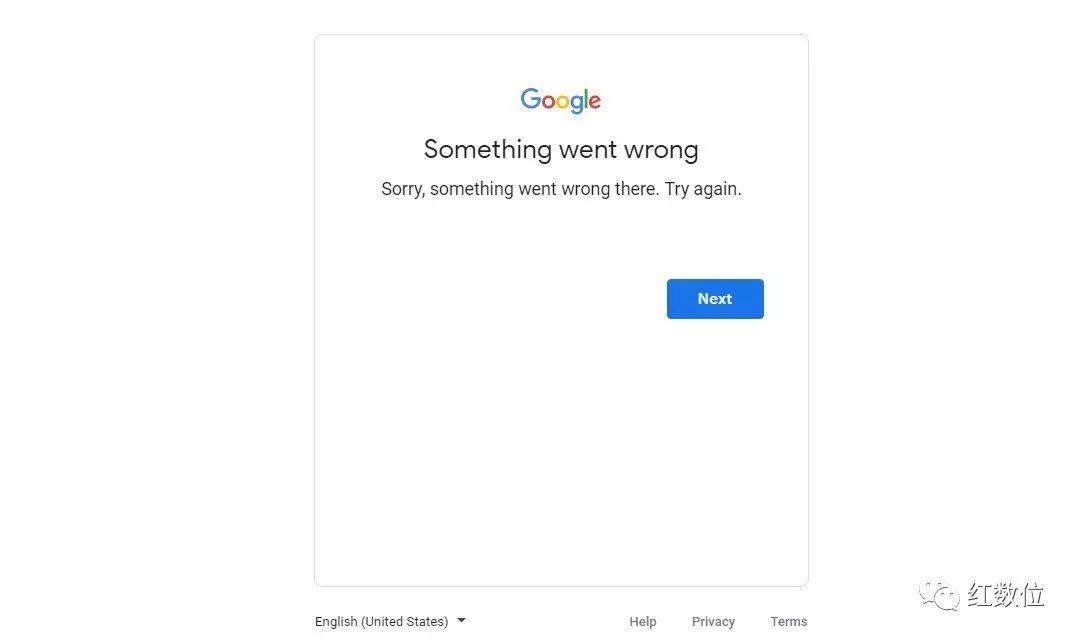 Google
Something went wrong
Sorry, something went wrong there. Try again.
Next
English (United States)
Help
Privacy
Terms
红数位